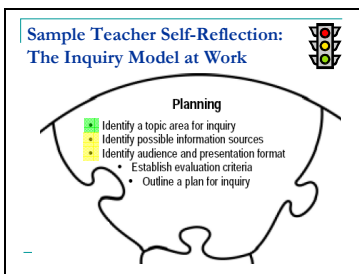 Sample Teacher Self-Reflection:
The Inquiry Model at Work
Planning
• Identify a topic area for inquiry
• Identify possible information sources
• Identify audience and presentation format
• Establish evaluation criteria
• Outline a plan for inquiry